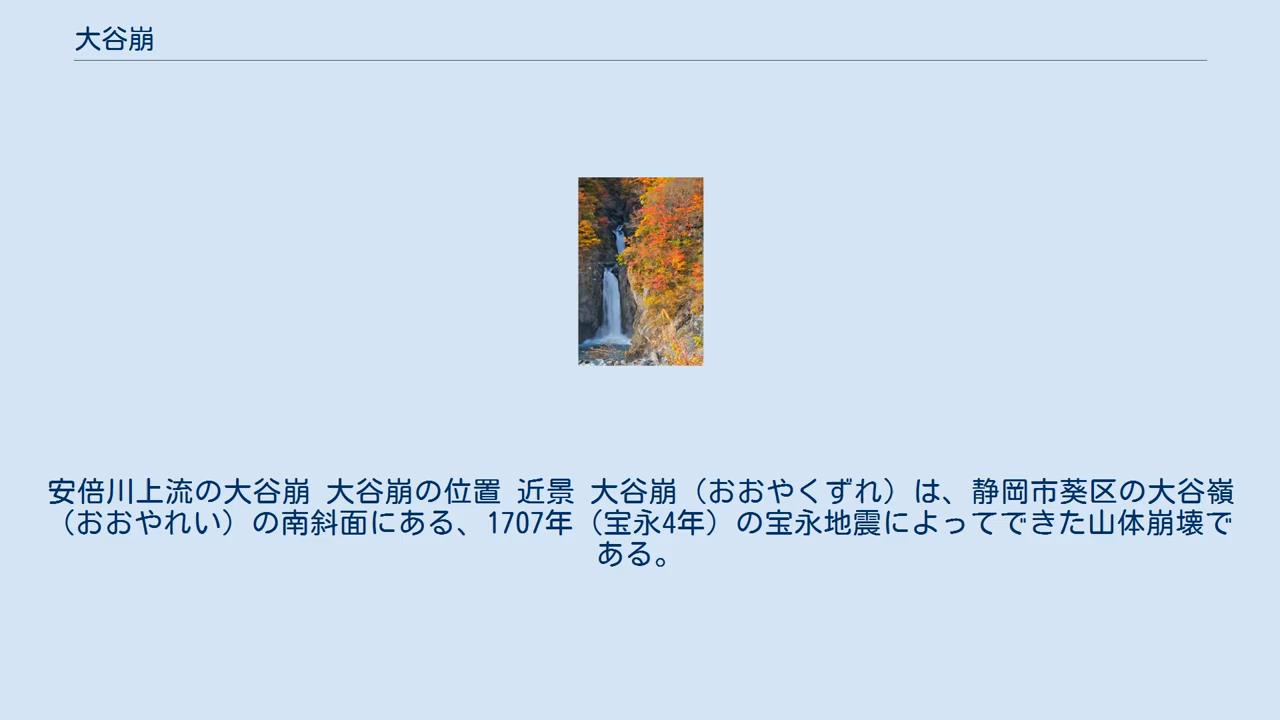 大谷崩
安倍川上流の大谷崩 大谷崩の位置 近景 大谷崩（おおやくずれ）は、静岡市葵区の大谷嶺
（おおやれい）の南斜面にある、1707年（宝永4年）の宝永地震によってできた山体崩壊で
ある。